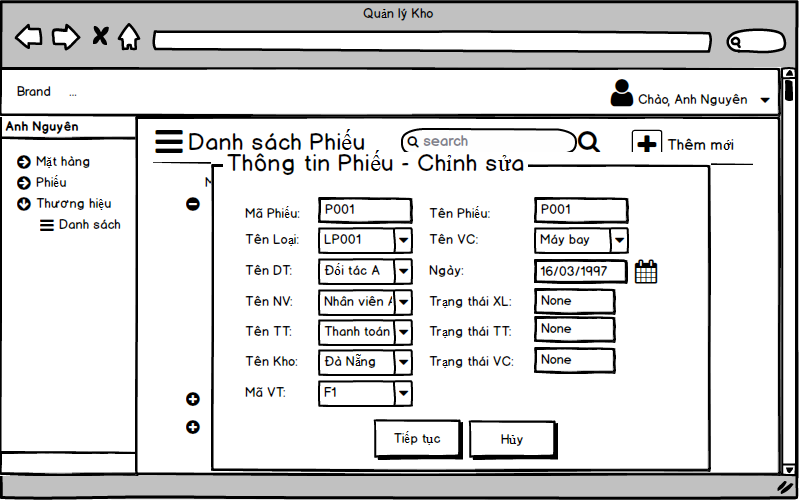 Quản lý Kho
Brand ...
Chào, Anh Nguyên
Anh Nguyên
Mặt hàng
Phiếu
Thương hiệu
Danh sách
Danh sách Phiếu
search
Thêm mới
Thông tin Phiếu - Chỉnh sửa
Mã Phiếu: P001 Tên Phiếu: P001
Tên Loại: LP001 Tên VC: Máy bay
Tên DT: Đối tác A Ngày: 16/03/1997
Tên NV: Nhân viên Trạng thái XL: None
Tên TT: Thanh toán Trạng thái TT: None
Tên Kho: Đà Nẵng Trạng thái VC: None
Mã VT: F1
Tiếp tục Hủy